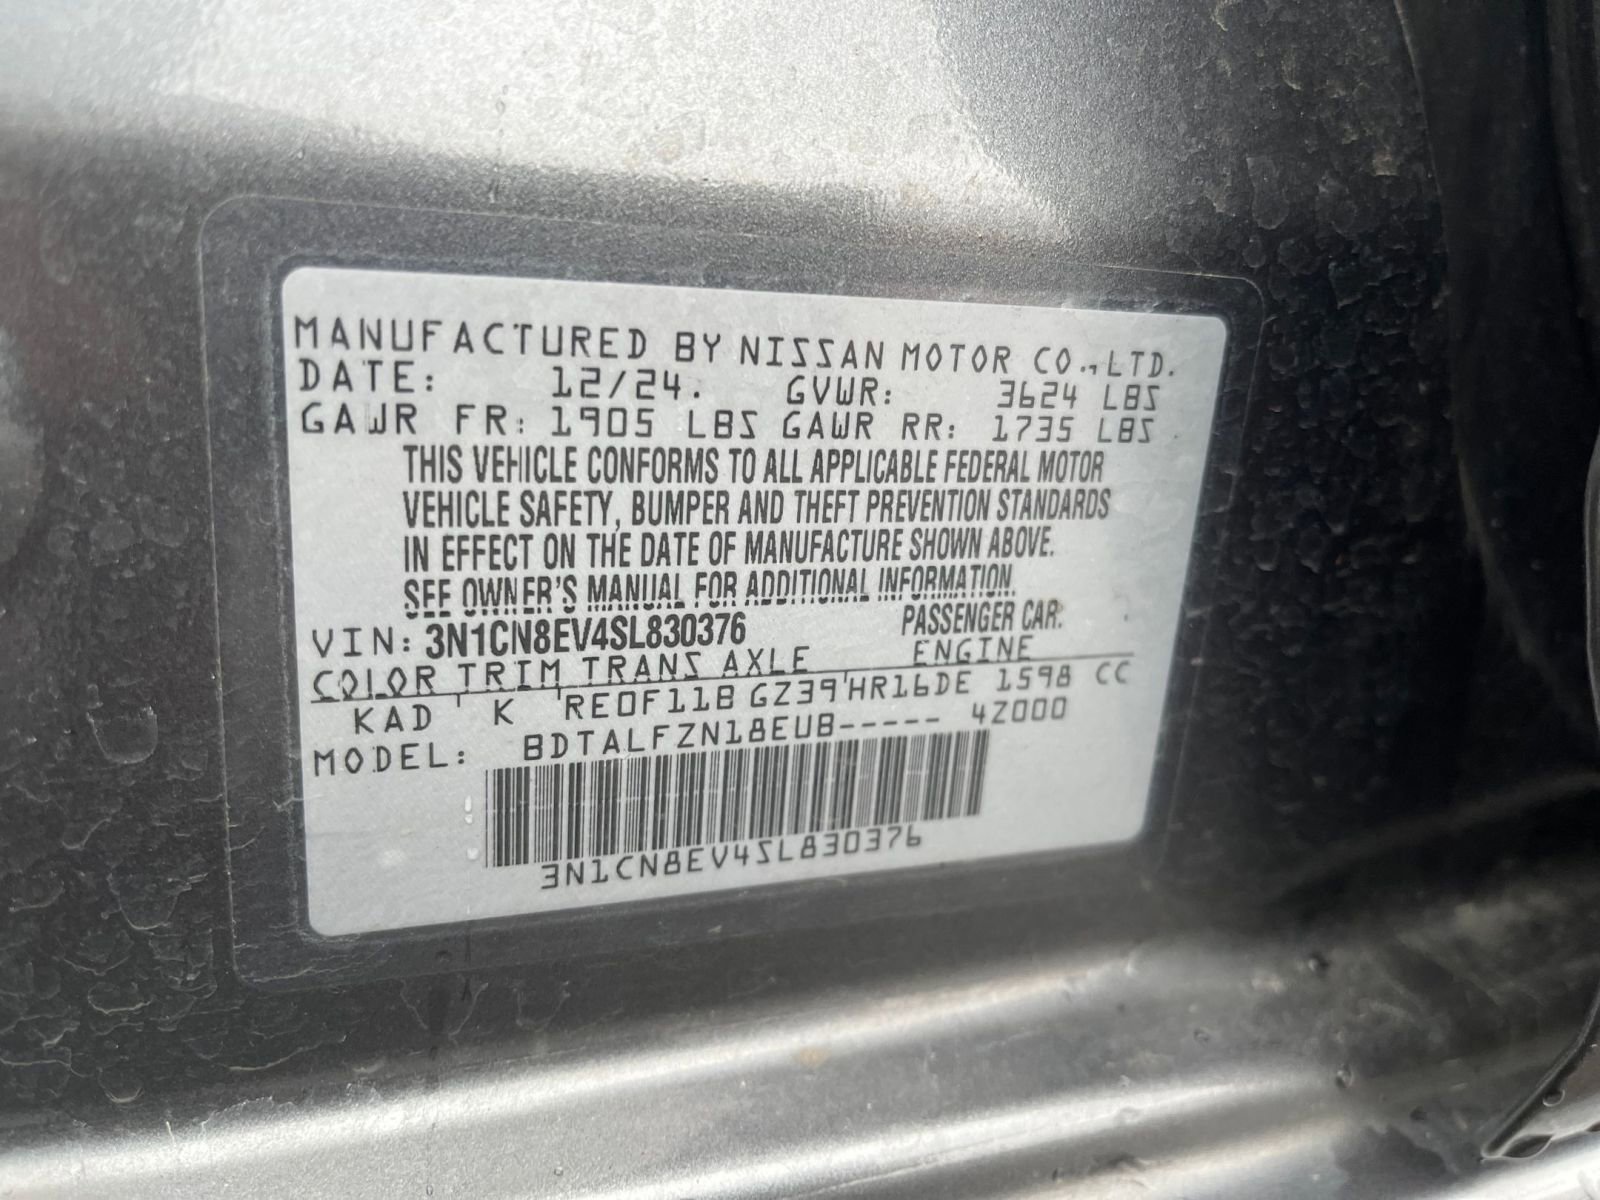 MANUFACTURED BY NISSAN MOTOR CO.,LTD.
DATE: 12/24. GVWR: 3624 LBS
GAWR FR: 1905 LBS GAWR RR: 1735 LBS
THIS VEHICLE CONFORMS TO ALL APPLICABLE FEDERAL MOTOR
VEHICLE SAFETY, BUMPER AND THEFT PREVENTION STANDARDS
IN EFFECT ON THE DATE OF MANUFACTURE SHOWN ABOVE.
SEE OWNER'S MANUAL FOR ADDITIONAL INFORMATION.
VIN: 3N1CN8EV4SL830376 PASSENGER CAR.
COLOR TRIM TRANS AXLE ENGINE
KAD K RE0F11B GZ39 HR16DE 1598 CC
MODEL: BDTALFZN18EUB----- 4Z000
3N1CN8EV4SL830376